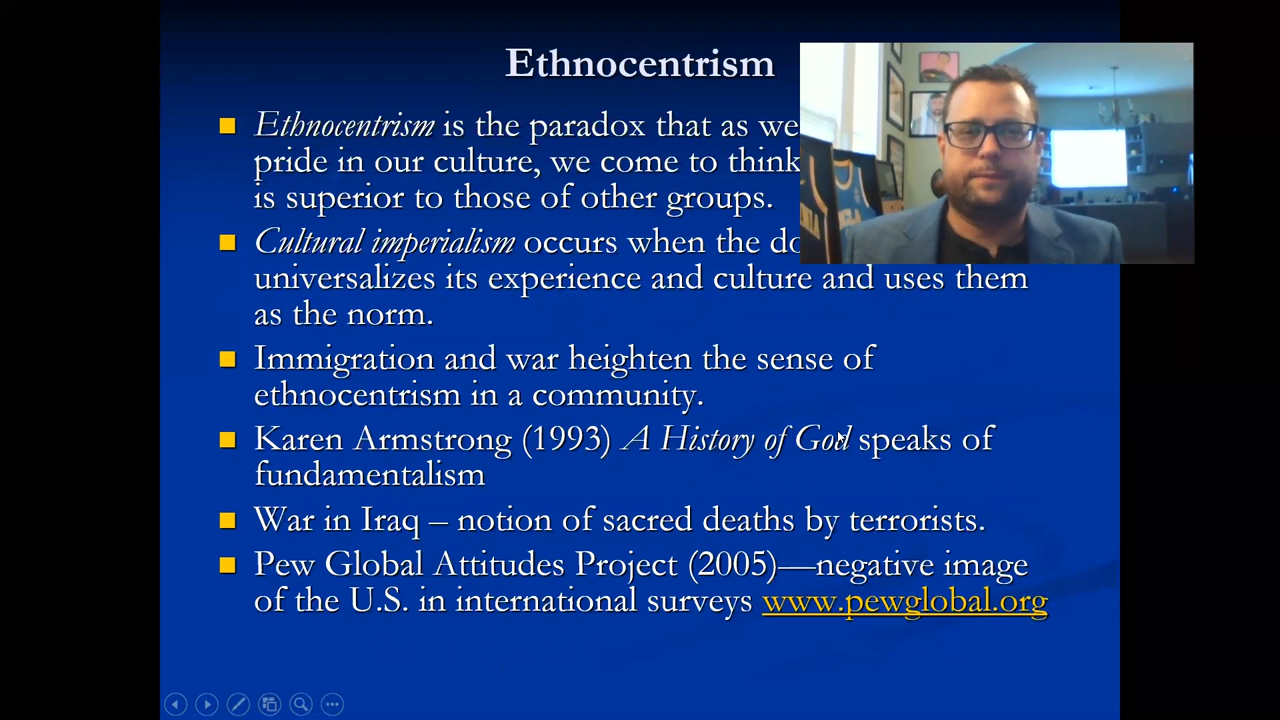 Ethnocentrism
Ethnocentrism is the paradox that as we
pride in our culture, we come to think
is superior to those of other groups.
Cultural imperialism occurs when the do
universalizes its experience and culture and uses them
as the norm.
Immigration and war heighten the sense of
ethnocentrism in a community.
Karen Armstrong (1993) A History of God speaks of
fundamentalism
War in Iraq – notion of sacred deaths by terrorists.
Pew Global Attitudes Project (2005)—negative image
of the U.S. in international surveys www.pewglobal.org